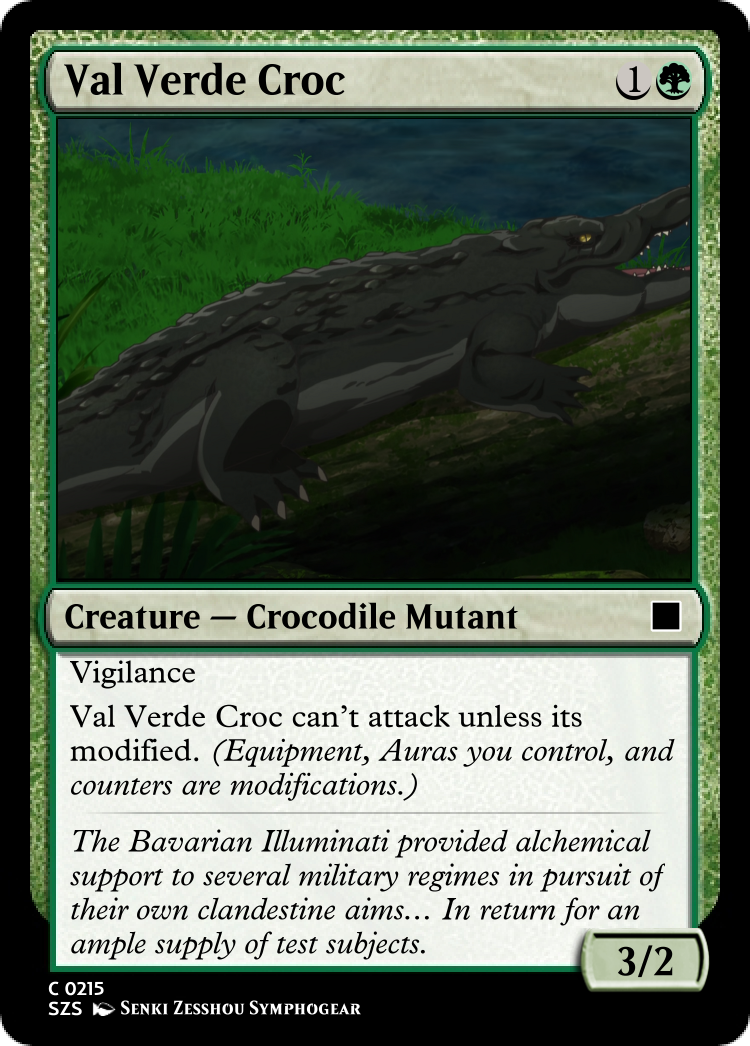 Val Verde Croc 1
Creature — Crocodile Mutant
Vigilance
Val Verde Croc can't attack unless its
modified. (Equipment, Auras you control, and
counters are modifications.)
The Bavarian Illuminati provided alchemical
support to several military regimes in pursuit of
their own clandestine aims... In return for an
ample supply of test subjects.
3/2
C 0215
SZS Senki Zesshou Symphogear